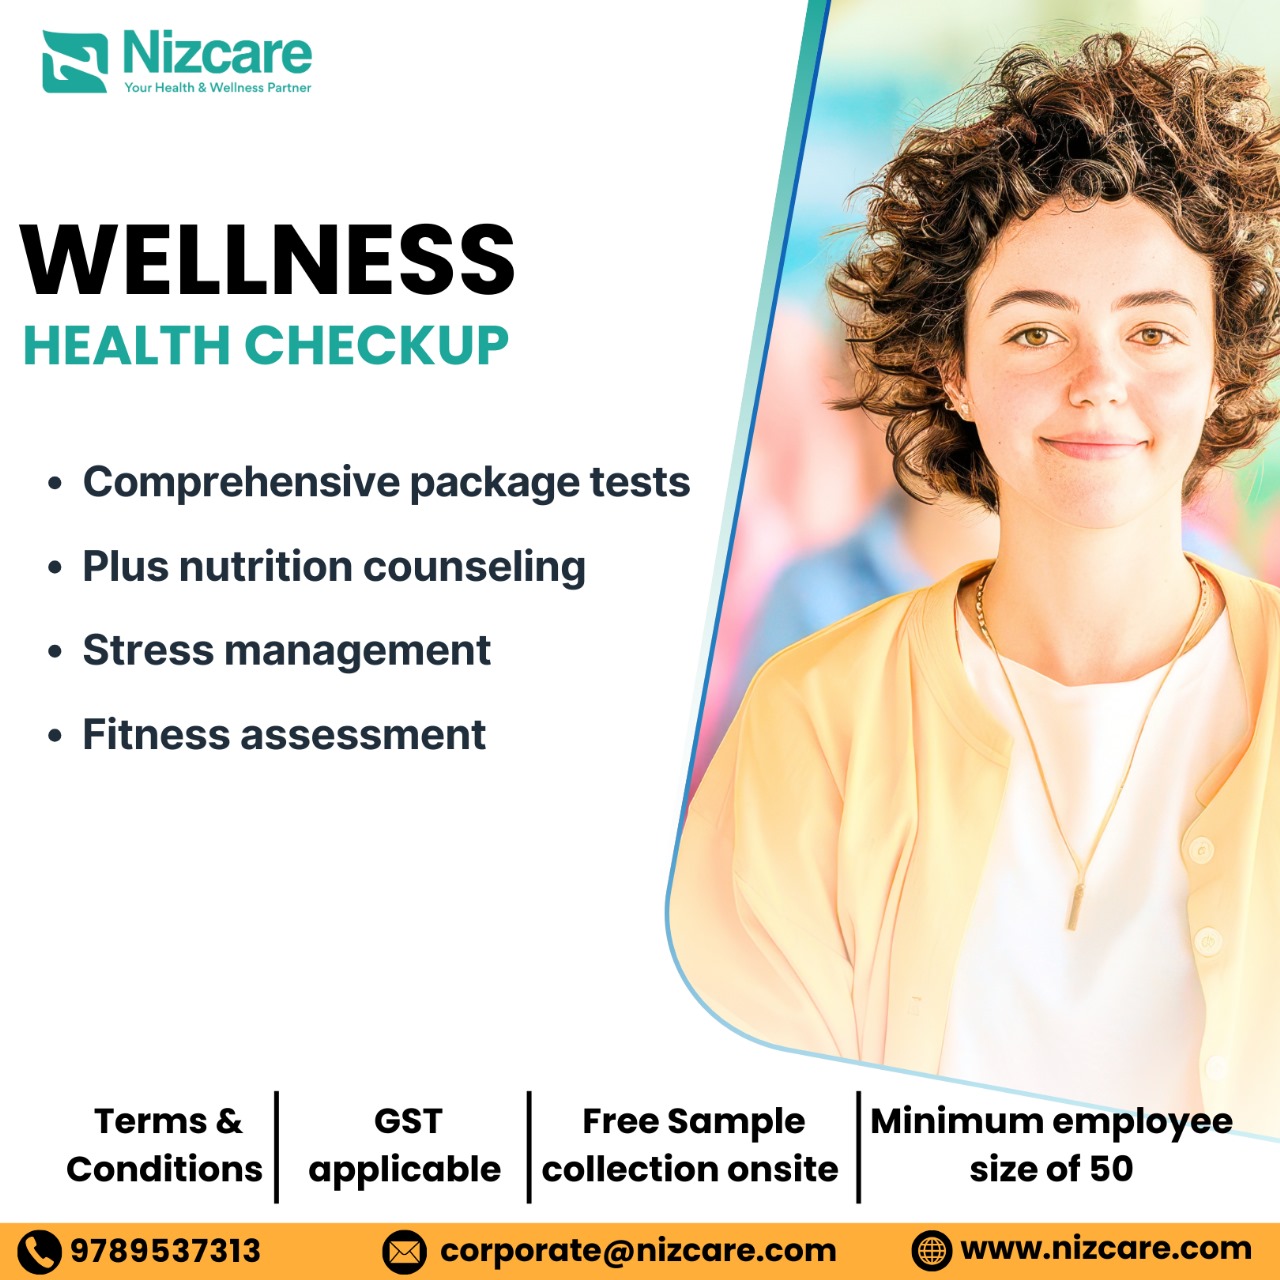 Nizcare
Your Health & Wellness Partner
WELLNESS
HEALTH CHECKUP
• Comprehensive package tests
• Plus nutrition counseling
• Stress management
• Fitness assessment
Terms &
Conditions
GST
applicable
Free Sample
collection onsite
Minimum employee
size of 50
9789537313
corporate@nizcare.com
www.nizcare.com